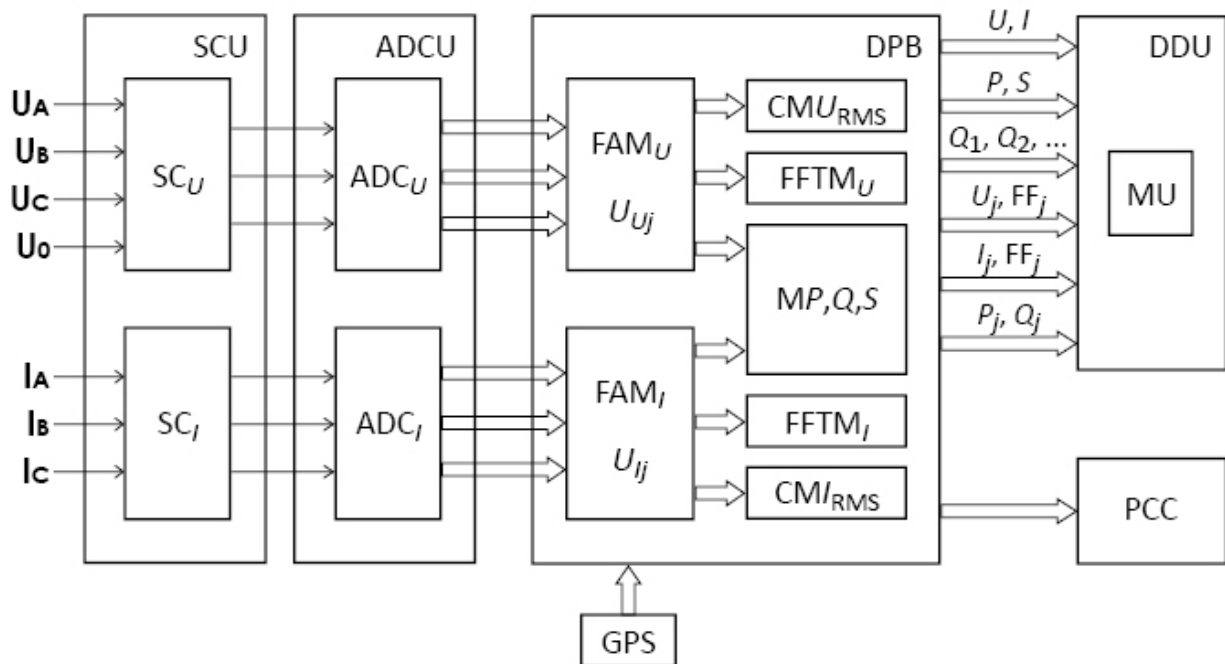 SCU
ADCU
DPB
DDU
U, I
P, S
Q1, Q2, ...
Uj, FFj
Ij, FFj
Pj, Qj
UA
UB
UC
U0
SCU
ADCU
FAMU
UUj
CMURMS
FFTMU
MP,Q,S
MU
IA
IB
IC
SCI
ADCI
FAMI
UIj
FFTMI
CMIRMS
PCC
GPS